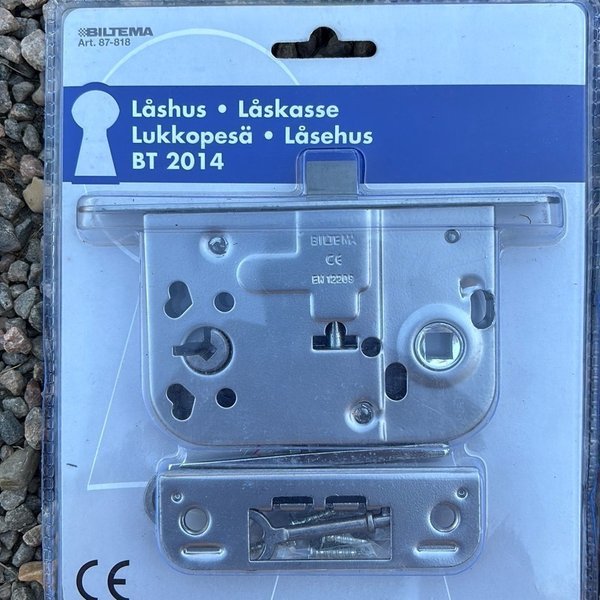 BILTEMA
Art. 87-818
Låshus • Låskasse
Lukkopesä • Låsehus
BT 2014
BILTEMA
CE
EN 12209
CE